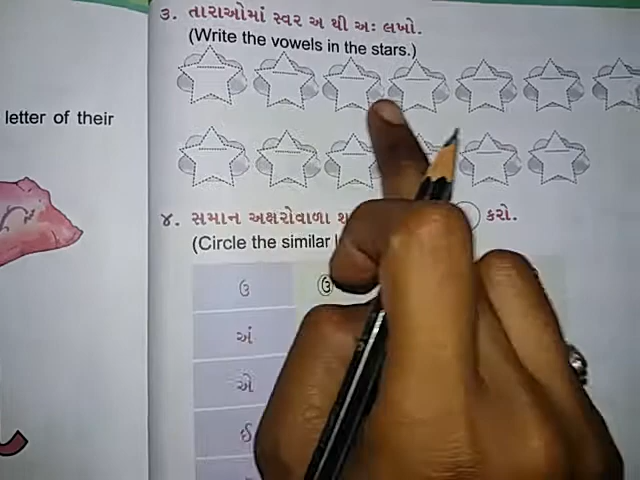 ૩. તારાઓમાં સ્વર અ થી અઃ લખો.
(Write the vowels in the stars.)
letter of their
૪. સમાન અક્ષરોવાળા કરો.
(Circle the similar
ઉ ઉ
અં
એ
ઈ